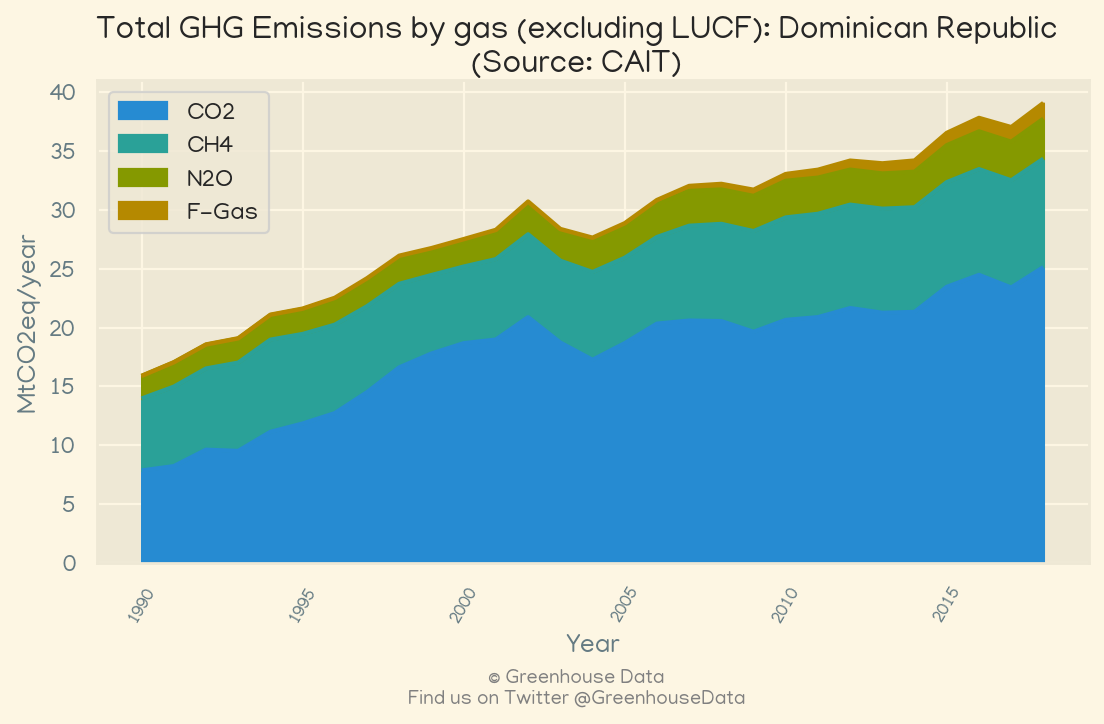 Total GHG Emissions by gas (excluding LUCF): Dominican Republic
(Source: CAIT)
CO2
CH4
N2O
F-Gas
MtCO2eq/year
40
35
30
25
20
15
10
5
0
1990
1995
2000
2005
2010
2015
Year
© Greenhouse Data
Find us on Twitter @GreenhouseData